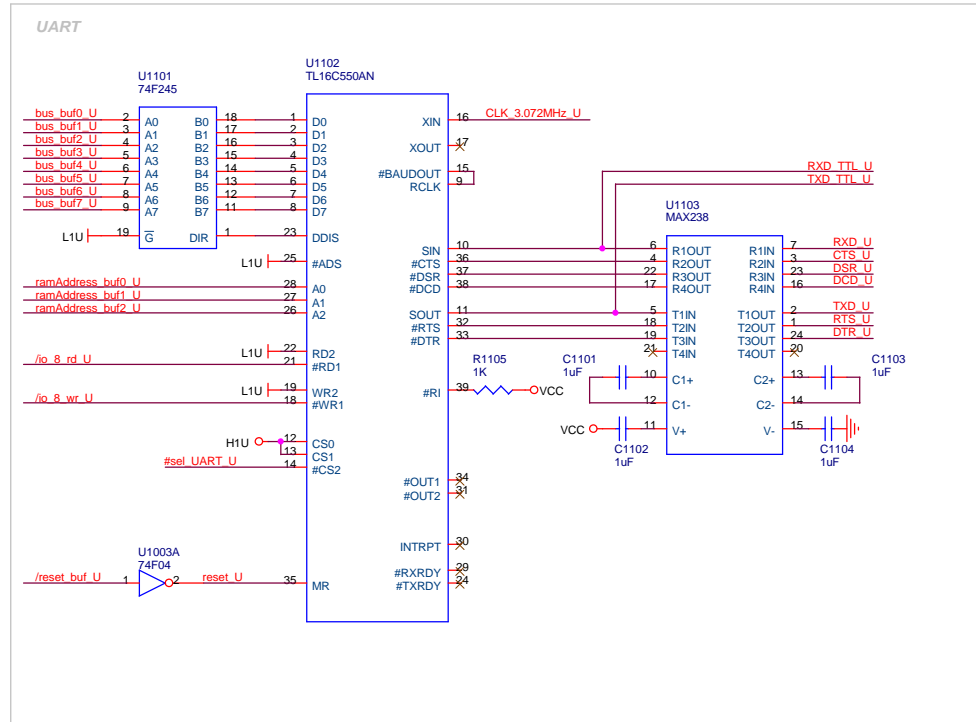 UART
U1101
74F245
bus_buf0_U 2 A0 B0 18
bus_buf1_U 3 A1 B1 17
bus_buf2_U 4 A2 B2 16
bus_buf3_U 5 A3 B3 15
bus_buf4_U 6 A4 B4 14
bus_buf5_U 7 A5 B5 13
bus_buf6_U 8 A6 B6 12
bus_buf7_U 9 A7 B7 11
L1U 19 G DIR 1
U1102
TL16C550AN
1 D0
2 D1
3 D2
4 D3
5 D4
6 D5
7 D6
8 D7
23 DDIS
L1U 25 #ADS
ramAddress_buf0_U 28 A0
ramAddress_buf1_U 27 A1
ramAddress_buf2_U 26 A2
L1U 22 RD2
/io_8_rd_U 21 #RD1
L1U 19 WR2
/io_8_wr_U 18 #WR1
H1U 12 CS0
13 CS1
#sel_UART_U 14 #CS2
U1003A
74F04
/reset_buf_U 1 2 reset_U 35 MR
XIN 16 CLK_3.072MHz_U
XOUT 17
#BAUDOUT 15
RCLK 9
SIN 10
#CTS 36
#DSR 37
#DCD 38
SOUT 11
#RTS 32
#DTR 33
#RI 39
R1105
1K
VCC
#OUT1 34
#OUT2 31
INTRPT 30
#RXRDY 29
#TXRDY 24
RXD_TTL_U
TXD_TTL_U
U1103
MAX238
6 R1OUT R1IN 7 RXD_U
4 R2OUT R2IN 3 CTS_U
22 R3OUT R3IN 23 DSR_U
17 R4OUT R4IN 16 DCD_U
5 T1IN T1OUT 2 TXD_U
18 T2IN T2OUT 1 RTS_U
19 T3IN T3OUT 24 DTR_U
21 T4IN T4OUT 20
C1101
1uF
10 C1+ C2+ 13
C1103
1uF
12 C1- C2- 14
VCC 11 V+ V- 15
C1102
1uF
C1104
1uF